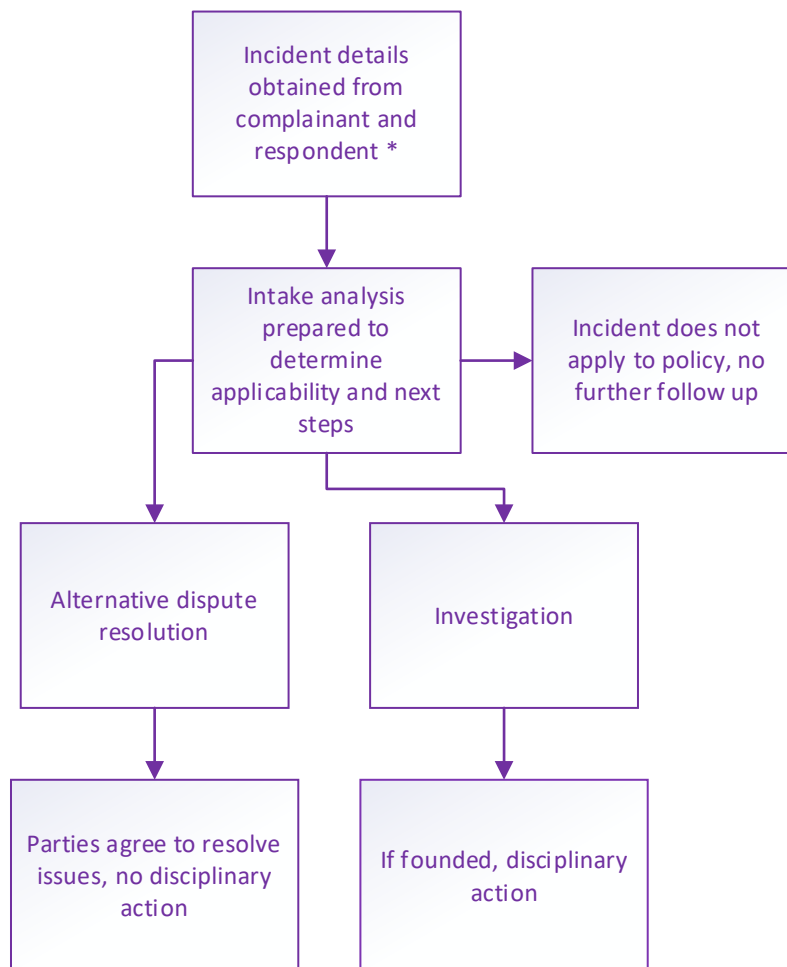 Incident details
obtained from
complainant and
respondent *
Intake analysis
prepared to
determine
applicability and next
steps
Incident does not
apply to policy, no
further follow up
Alternative dispute
resolution
Investigation
Parties agree to resolve
issues, no disciplinary
action
If founded, disciplinary
action